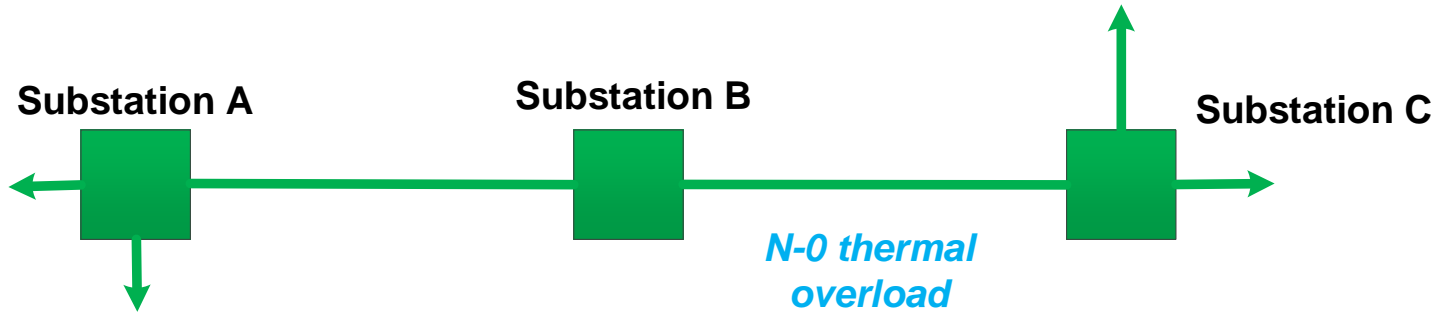 Substation A
Substation B
Substation C
N-0 thermal
overload